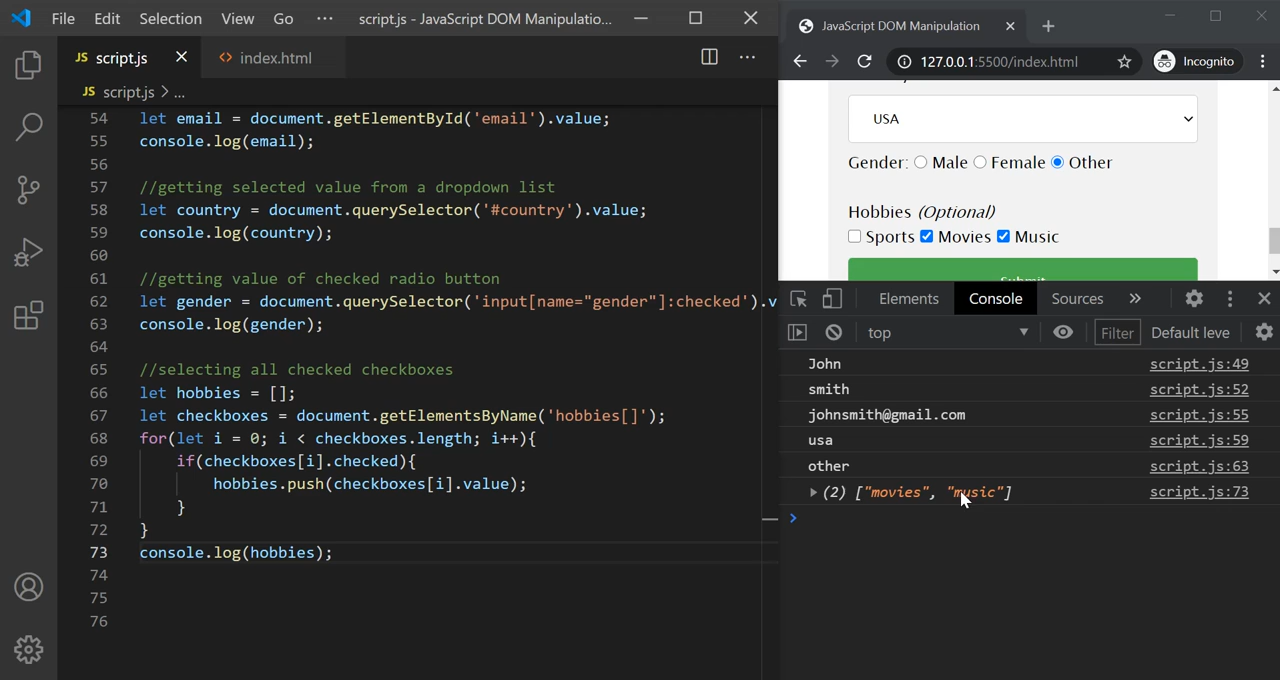 File Edit Selection View Go ··· script.js - JavaScript DOM Manipulatio...
JS script.js index.html ···
JS script.js > ...
54 let email = document.getElementById('email').value;
55 console.log(email);
56
57 //getting selected value from a dropdown list
58 let country = document.querySelector('#country').value;
59 console.log(country);
60
61 //getting value of checked radio button
62 let gender = document.querySelector('input[name="gender"]:checked').v
63 console.log(gender);
64
65 //selecting all checked checkboxes
66 let hobbies = [];
67 let checkboxes = document.getElementsByName('hobbies[]');
68 for(let i = 0; i < checkboxes.length; i++){
69 if(checkboxes[i].checked){
70 hobbies.push(checkboxes[i].value);
71 }
72 }
73 console.log(hobbies);
74
75
76
JavaScript DOM Manipulation
127.0.0.1:5500/index.html Incognito
USA
Gender: Male Female Other
Hobbies (Optional)
Sports Movies Music
Submit
Elements Console Sources »
top Filter Default leve
John script.js:49
smith script.js:52
johnsmith@gmail.com script.js:55
usa script.js:59
other script.js:63
(2) ["movies", "music"] script.js:73